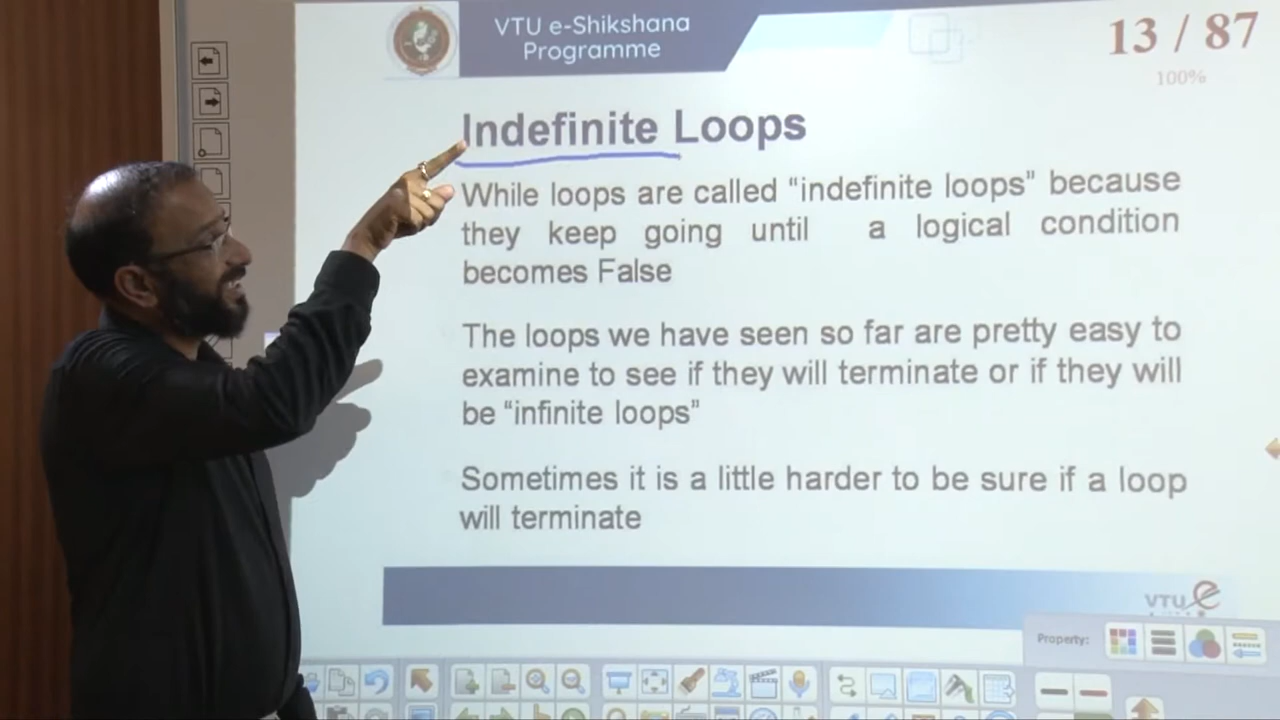 VTU e-Shikshana
Programme
13 / 87
100%
Indefinite Loops
While loops are called “indefinite loops” because
they keep going until a logical condition
becomes False
The loops we have seen so far are pretty easy to
examine to see if they will terminate or if they will
be “infinite loops”
Sometimes it is a little harder to be sure if a loop
will terminate
VTU e
Property: